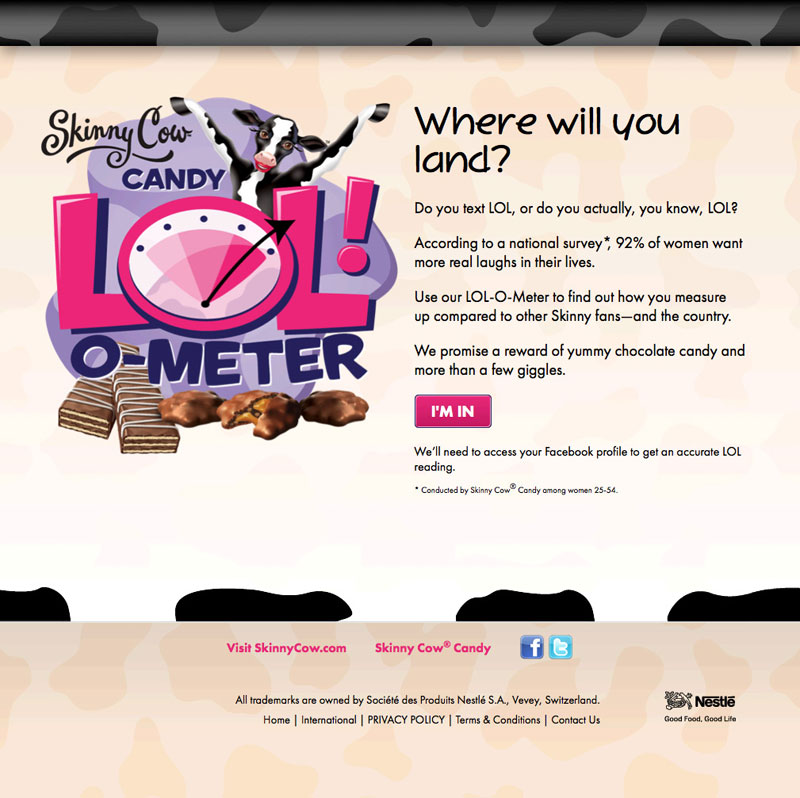 Skinny Cow
CANDY
LOL!
O-METER
Where will you
land?
Do you text LOL, or do you actually, you know, LOL?
According to a national survey*, 92% of women want
more real laughs in their lives.
Use our LOL-O-Meter to find out how you measure
up compared to other Skinny fans—and the country.
We promise a reward of yummy chocolate candy and
more than a few giggles.
I'M IN
We'll need to access your Facebook profile to get an accurate LOL
reading.
* Conducted by Skinny Cow® Candy among women 25-54.
Visit SkinnyCow.com Skinny Cow® Candy f t
All trademarks are owned by Société des Produits Nestlé S.A., Vevey, Switzerland.
Home | International | PRIVACY POLICY | Terms & Conditions | Contact Us
Nestlé
Good Food, Good Life